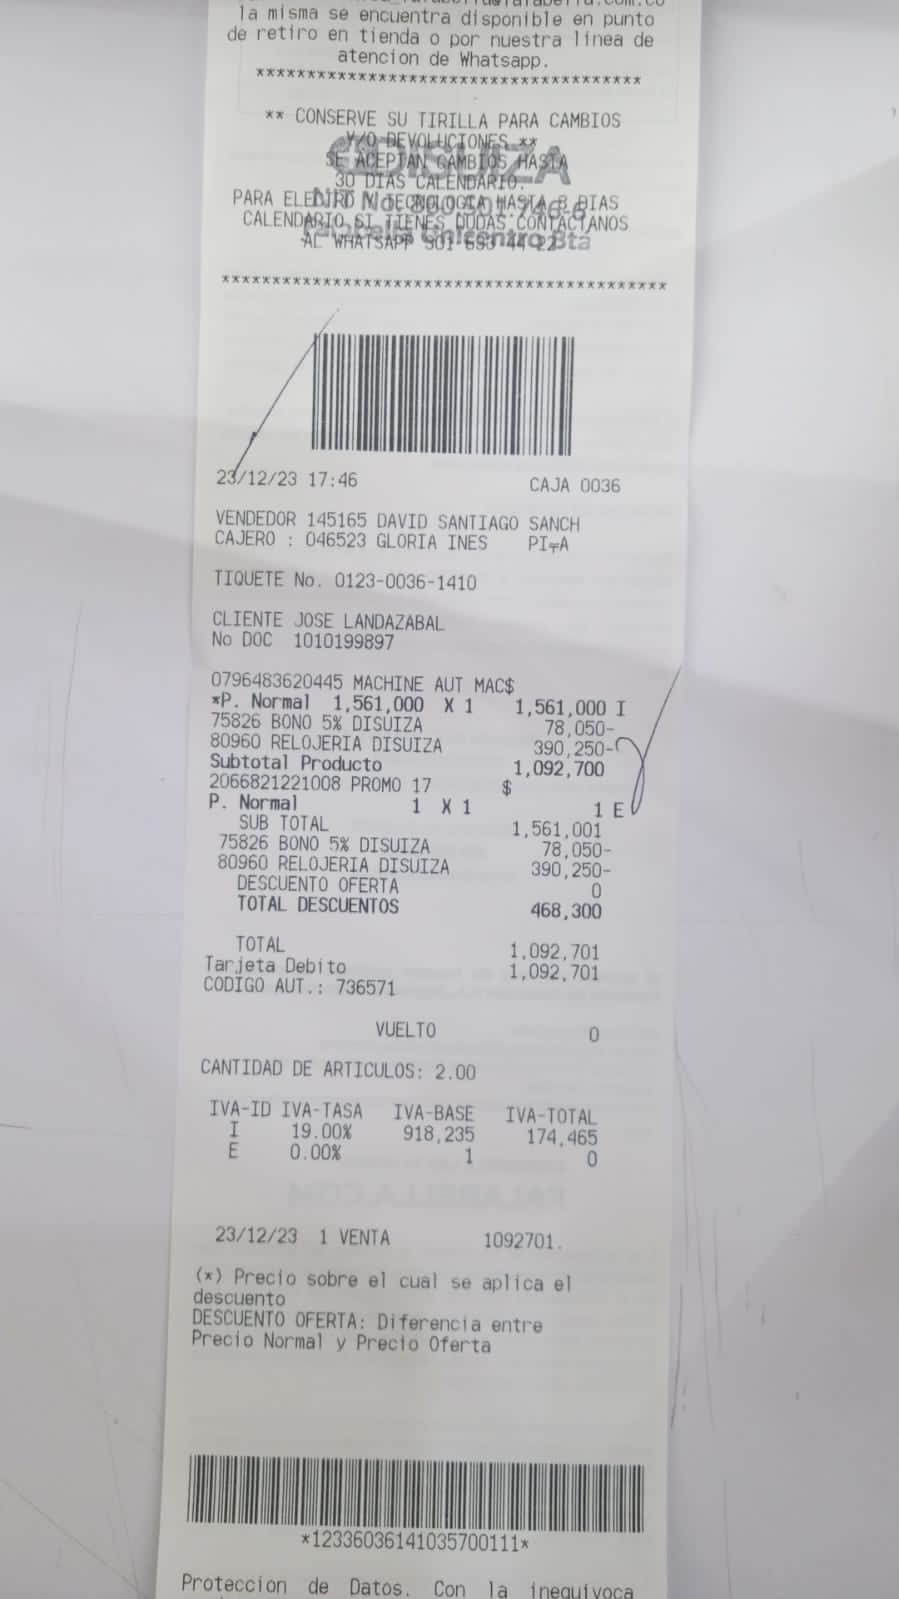 la misma se encuentra disponible en punto
de retiro en tienda o por nuestra linea de
atencion de Whatsapp.
**************************************
** CONSERVE SU TIRILLA PARA CAMBIOS
Y/O DEVOLUCIONES **
DISUIZA
SE ACEPTAN CAMBIOS HASTA
30 DIAS CALENDARIO.
NIT No.
PARA ELECTRO Y TECNOLOGIA HASTA 8 DIAS
CALENDARIO SI TIENES DUDAS CONTACTANOS
Falabella Unicentro Bta
AL WHATSAPP
********************************************
23/12/23 17:46 CAJA 0036
VENDEDOR 145165 DAVID SANTIAGO SANCH
CAJERO : 046523 GLORIA INES PI╤A
TIQUETE No. 0123-0036-1410
CLIENTE JOSE LANDAZABAL
No DOC 1010199897
0796483620445 MACHINE AUT MAC$
*P. Normal 1,561,000 X 1 1,561,000 I
75826 BONO 5% DISUIZA 78,050-
80960 RELOJERIA DISUIZA 390,250-
Subtotal Producto 1,092,700
2066821221008 PROMO 17 $
P. Normal 1 X 1 1 E
SUB TOTAL 1,561,001
75826 BONO 5% DISUIZA 78,050-
80960 RELOJERIA DISUIZA 390,250-
DESCUENTO OFERTA 0
TOTAL DESCUENTOS 468,300
TOTAL 1,092,701
Tarjeta Debito 1,092,701
CODIGO AUT.: 736571
VUELTO 0
CANTIDAD DE ARTICULOS: 2.00
IVA-ID IVA-TASA IVA-BASE IVA-TOTAL
I 19.00% 918,235 174,465
E 0.00% 1 0
23/12/23 1 VENTA 1092701.
(*) Precio sobre el cual se aplica el
descuento
DESCUENTO OFERTA: Diferencia entre
Precio Normal y Precio Oferta
*12336036141035700111*
Proteccion de Datos. Con la inequivoca